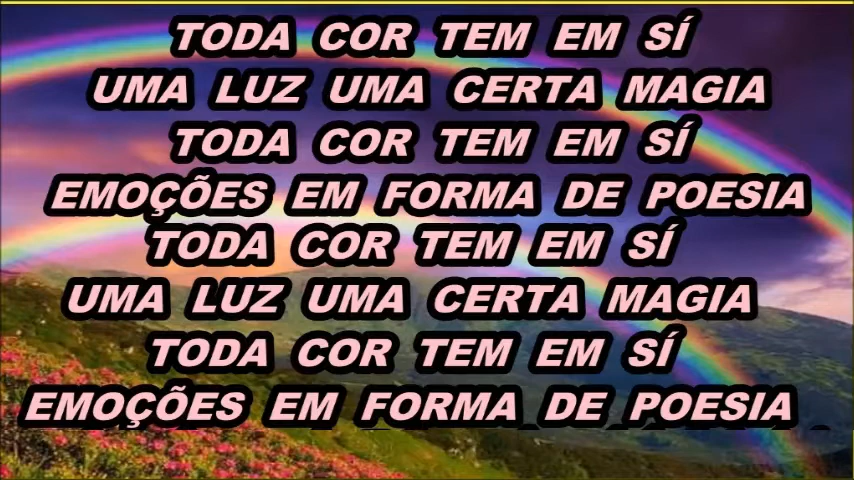 TODA COR TEM EM SÍ
UMA LUZ UMA CERTA MAGIA
TODA COR TEM EM SÍ
EMOÇÕES EM FORMA DE POESIA
TODA COR TEM EM SÍ
UMA LUZ UMA CERTA MAGIA
TODA COR TEM EM SÍ
EMOÇÕES EM FORMA DE POESIA